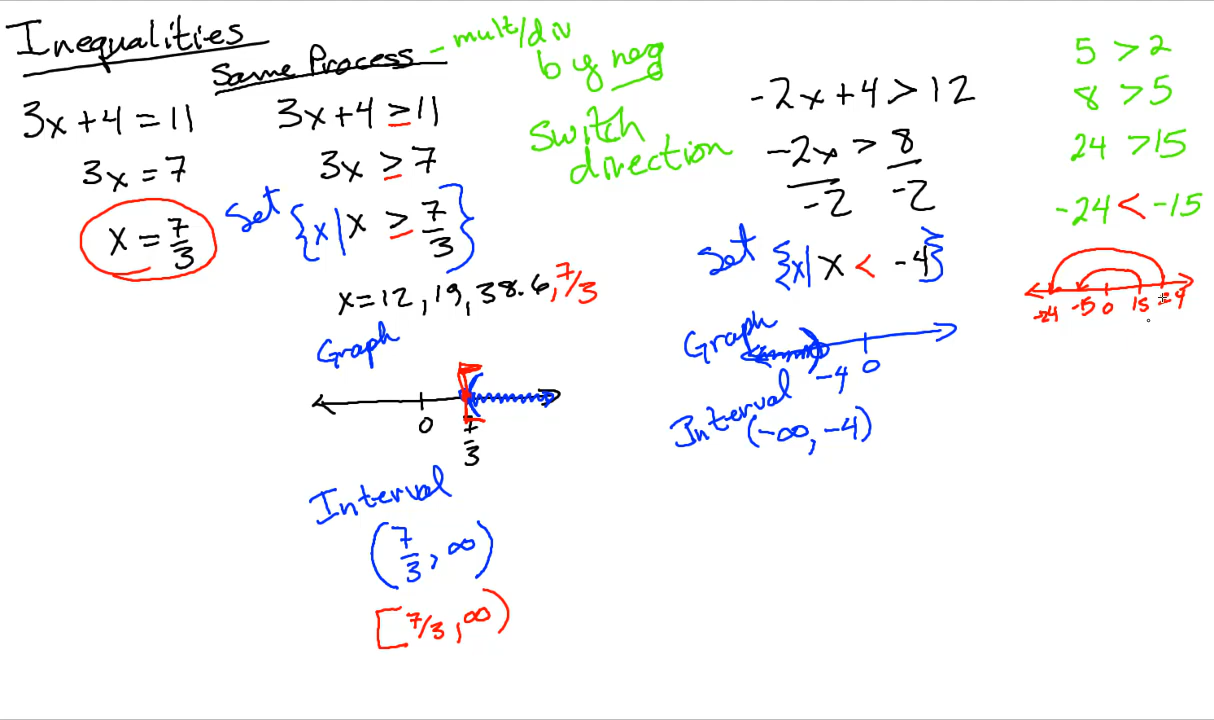 Inequalities
Same Process - mult/div
by neg
switch
direction
3x+4=11
3x=7
x=7/3
3x+4≥11
3x≥7
Set {x|x≥7/3}
x=12,19,38.6,7/3
Graph
0 7/3
Interval
(7/3,∞)
[7/3,∞)
-2x+4>12
-2x>8
-2 -2
Set {x|x<-4}
Graph
-4 0
Interval
(-∞,-4)
5>2
8>5
24>15
-24<-15
-24 -15 0 15 24